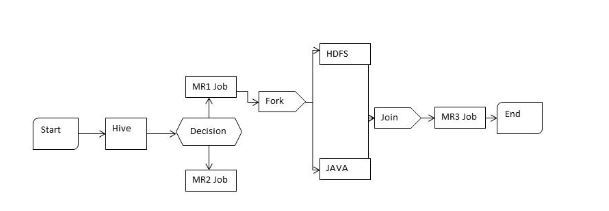 Start
Hive
Decision
MR1 Job
MR2 Job
Fork
HDFS
JAVA
Join
MR3 Job
End